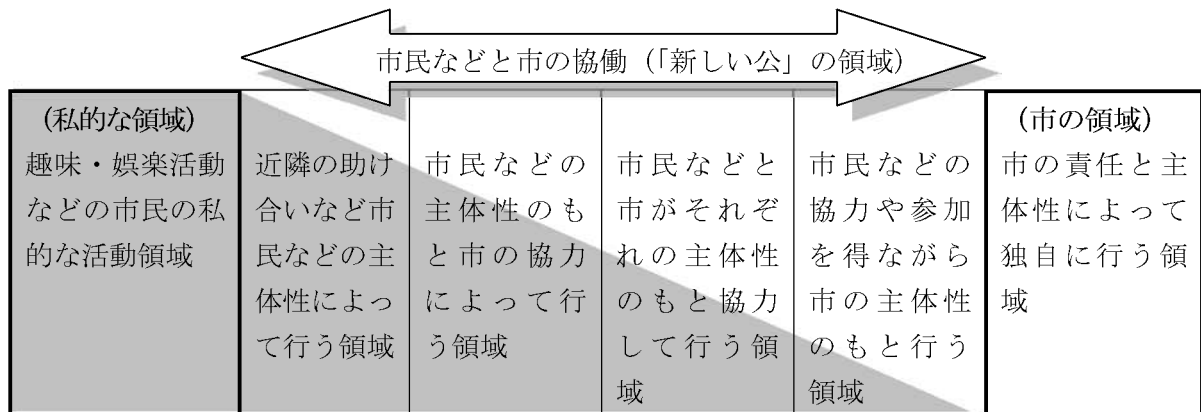 市民などと市の協働（「新しい公」の領域）
（私的な領域）
趣味・娯楽活動
などの市民の私
的な活動領域
近隣の助け
合いなど市
民などの主
体性によっ
て行う領域
市民などの
主体性のも
と市の協力
によって行
う領域
市民などと
市がそれぞ
れの主体性
のもと協力
して行う領
域
市民などの
協力や参加
を得ながら
市の主体性
のもと行う
領域
（市の領域）
市の責任と主
体性によって
独自に行う領
域